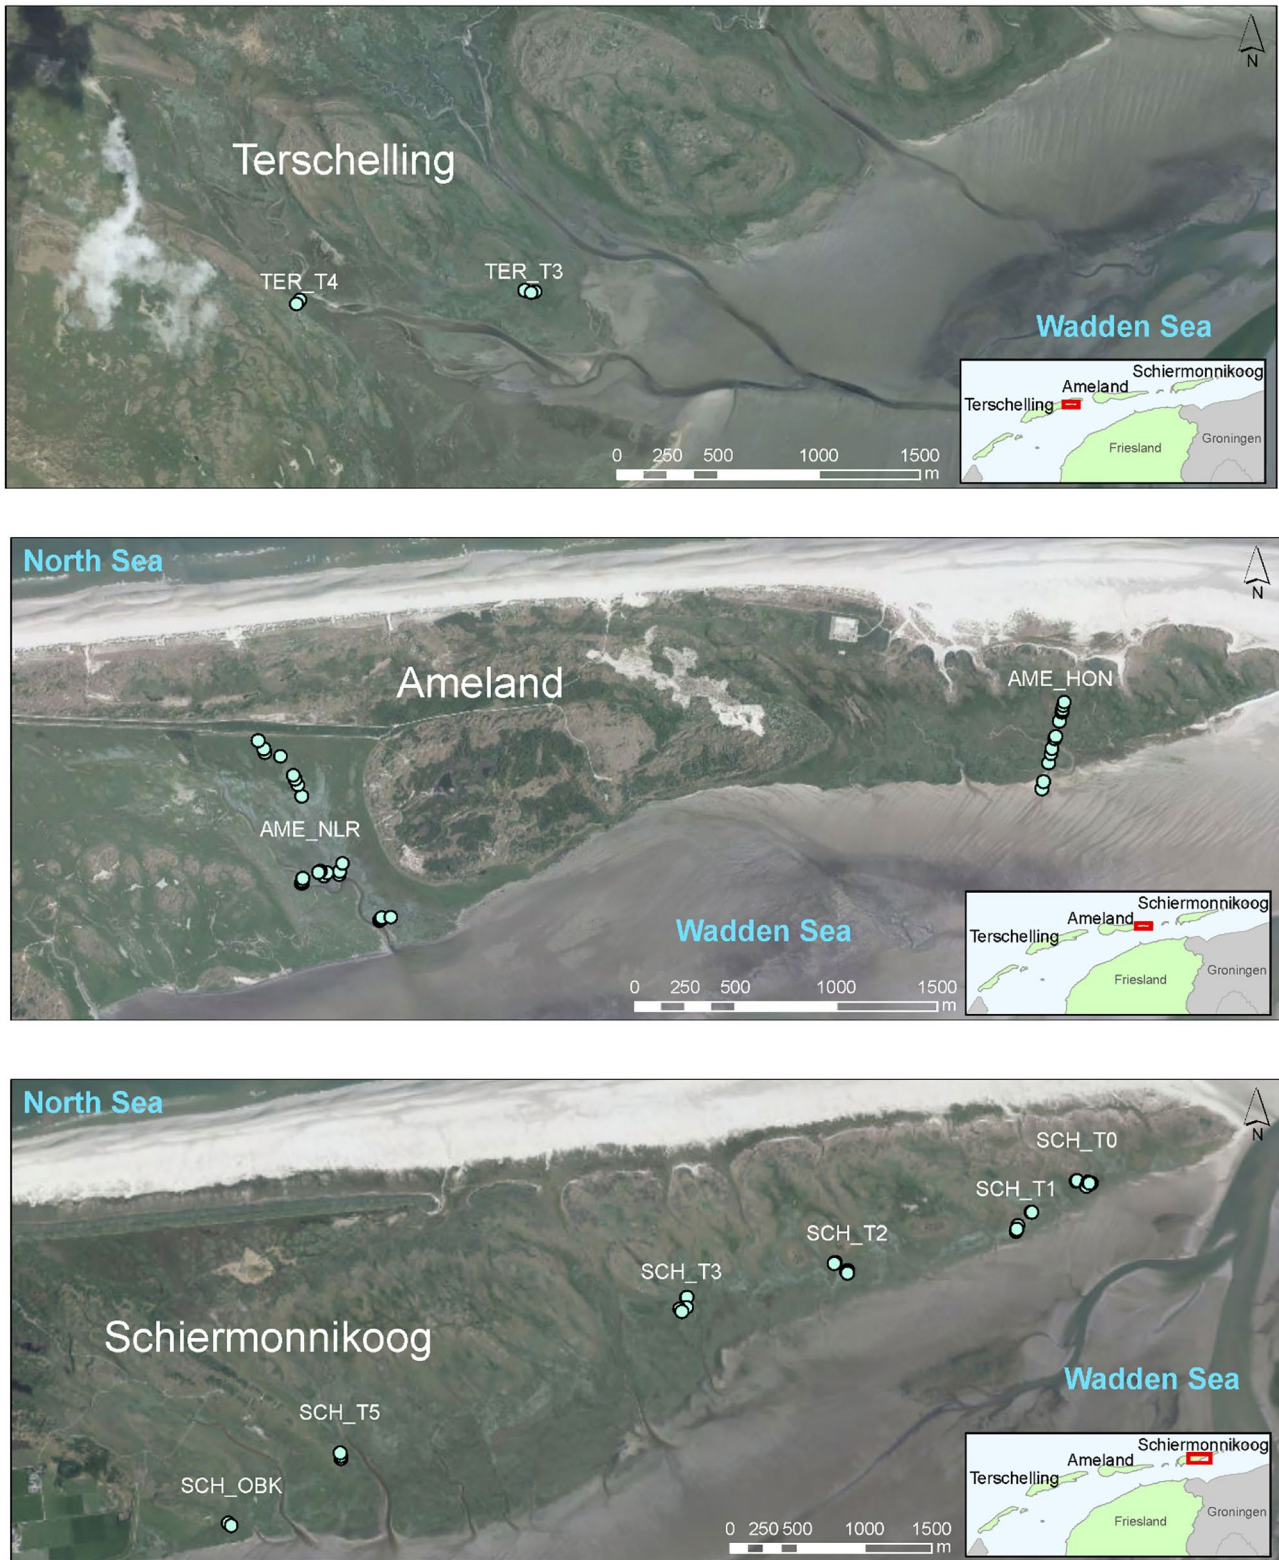 N
Terschelling
TER_T4
TER_T3
Wadden Sea
0 250 500 1000 1500
m
Schiermonnikoog
Ameland
Terschelling
Groningen
Friesland
North Sea
N
Ameland
AME_HON
AME_NLR
Wadden Sea
0 250 500 1000 1500
m
Schiermonnikoog
Ameland
Terschelling
Groningen
Friesland
North Sea
N
SCH_T0
SCH_T1
SCH_T2
SCH_T3
Schiermonnikoog
Wadden Sea
SCH_T5
SCH_OBK
0 250 500 1000 1500
m
Schiermonnikoog
Ameland
Terschelling
Groningen
Friesland